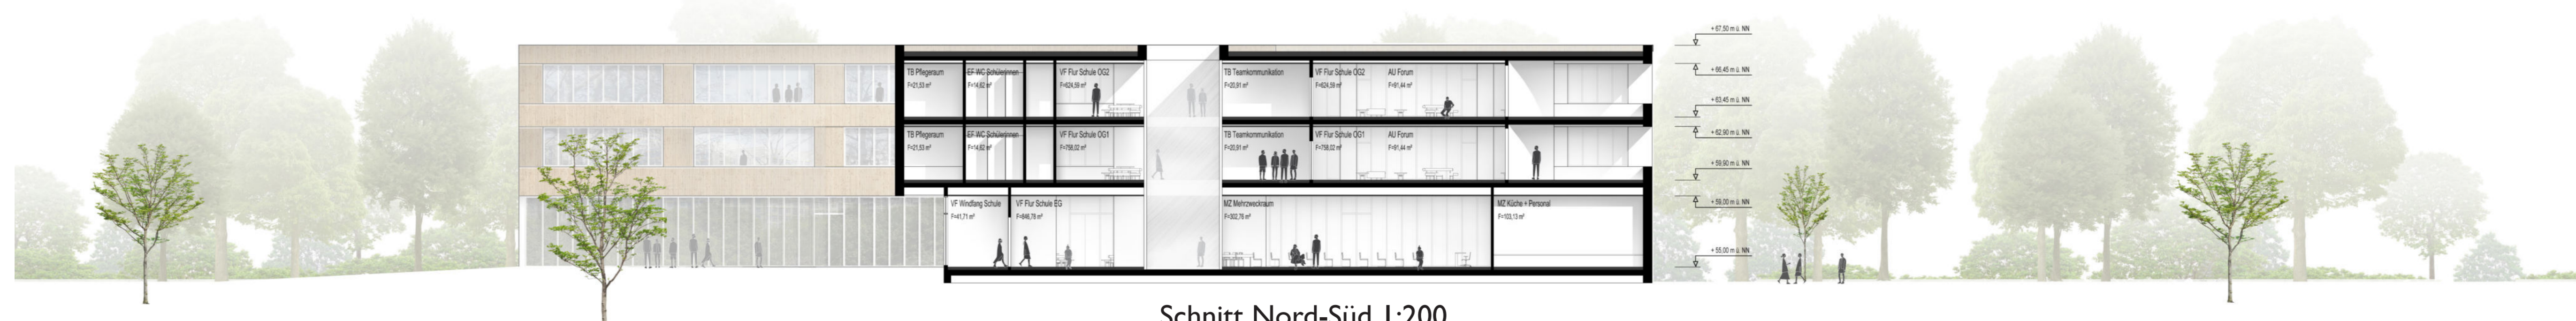 + 67,50 m ü. NN
TB Pflegeraum
F=21,53 m²
EF WC Schülerinnen
F=14,62 m²
VF Flur Schule OG2
F=624,59 m²
TB Teamkommunikation
F=20,91 m²
VF Flur Schule OG2
F=624,59 m²
AU Forum
F=91,44 m²
+ 66,45 m ü. NN
+ 63,45 m ü. NN
TB Pflegeraum
F=21,53 m²
EF WC Schülerinnen
F=14,62 m²
VF Flur Schule OG1
F=758,02 m²
TB Teamkommunikation
F=20,91 m²
VF Flur Schule OG1
F=758,02 m²
AU Forum
F=91,44 m²
+ 62,90 m ü. NN
+ 59,90 m ü. NN
VF Windfang Schule
F=41,71 m²
VF Flur Schule EG
F=846,78 m²
MZ Mehrzweckraum
F=302,76 m²
MZ Küche + Personal
F=103,13 m²
+ 59,00 m ü. NN
+ 55,00 m ü. NN
Schnitt Nord-Süd 1:200